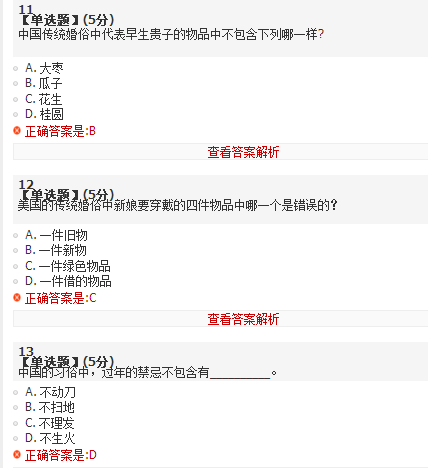 11
【单选题】(5分)
中国传统婚俗中代表早生贵子的物品中不包含下列哪一样?
A. 大枣
B. 瓜子
C. 花生
D. 桂圆
正确答案是:B
查看答案解析
12
【单选题】(5分)
美国的传统婚俗中新娘要穿戴的四件物品中哪一个是错误的?
A. 一件旧物
B. 一件新物
C. 一件绿色物品
D. 一件借的物品
正确答案是:C
查看答案解析
13
【单选题】(5分)
中国的习俗中，过年的禁忌不包含有__________。
A. 不动刀
B. 不扫地
C. 不理发
D. 不生火
正确答案是:D